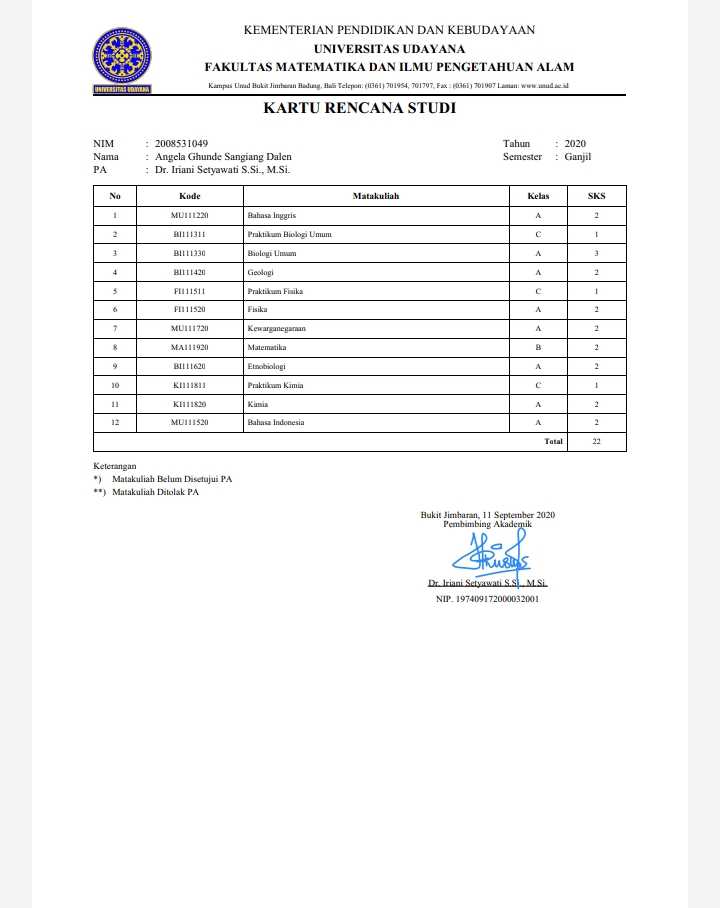 KEMENTERIAN PENDIDIKAN DAN KEBUDAYAAN
UNIVERSITAS UDAYANA
FAKULTAS MATEMATIKA DAN ILMU PENGETAHUAN ALAM
Kampus Unud Bukit Jimbaran Badung, Bali Telepon: (0361) 701954, 701797, Fax : (0361) 701907 Laman: www.unud.ac.id
UNIVERSITAS UDAYANA
KARTU RENCANA STUDI
NIM : 2008531049 Tahun : 2020
Nama : Angela Ghunde Sangiang Dalen Semester : Ganjil
PA : Dr. Iriani Setyawati S.Si., M.Si.
No Kode Matakuliah Kelas SKS
1 MU111220 Bahasa Inggris A 2
2 BI111311 Praktikum Biologi Umum C 1
3 BI111330 Biologi Umum A 3
4 BI111420 Geologi A 2
5 FI111511 Praktikum Fisika C 1
6 FI111520 Fisika A 2
7 MU111720 Kewarganegaraan A 2
8 MA111920 Matematika B 2
9 BI111620 Etnobiologi A 2
10 KI111811 Praktikum Kimia C 1
11 KI111820 Kimia A 2
12 MU111520 Bahasa Indonesia A 2
Total 22
Keterangan
*) Matakuliah Belum Disetujui PA
**) Matakuliah Ditolak PA
Bukit Jimbaran, 11 September 2020
Pembimbing Akademik
Dr. Iriani Setyawati S.Si., M.Si.
NIP. 197409172000032001